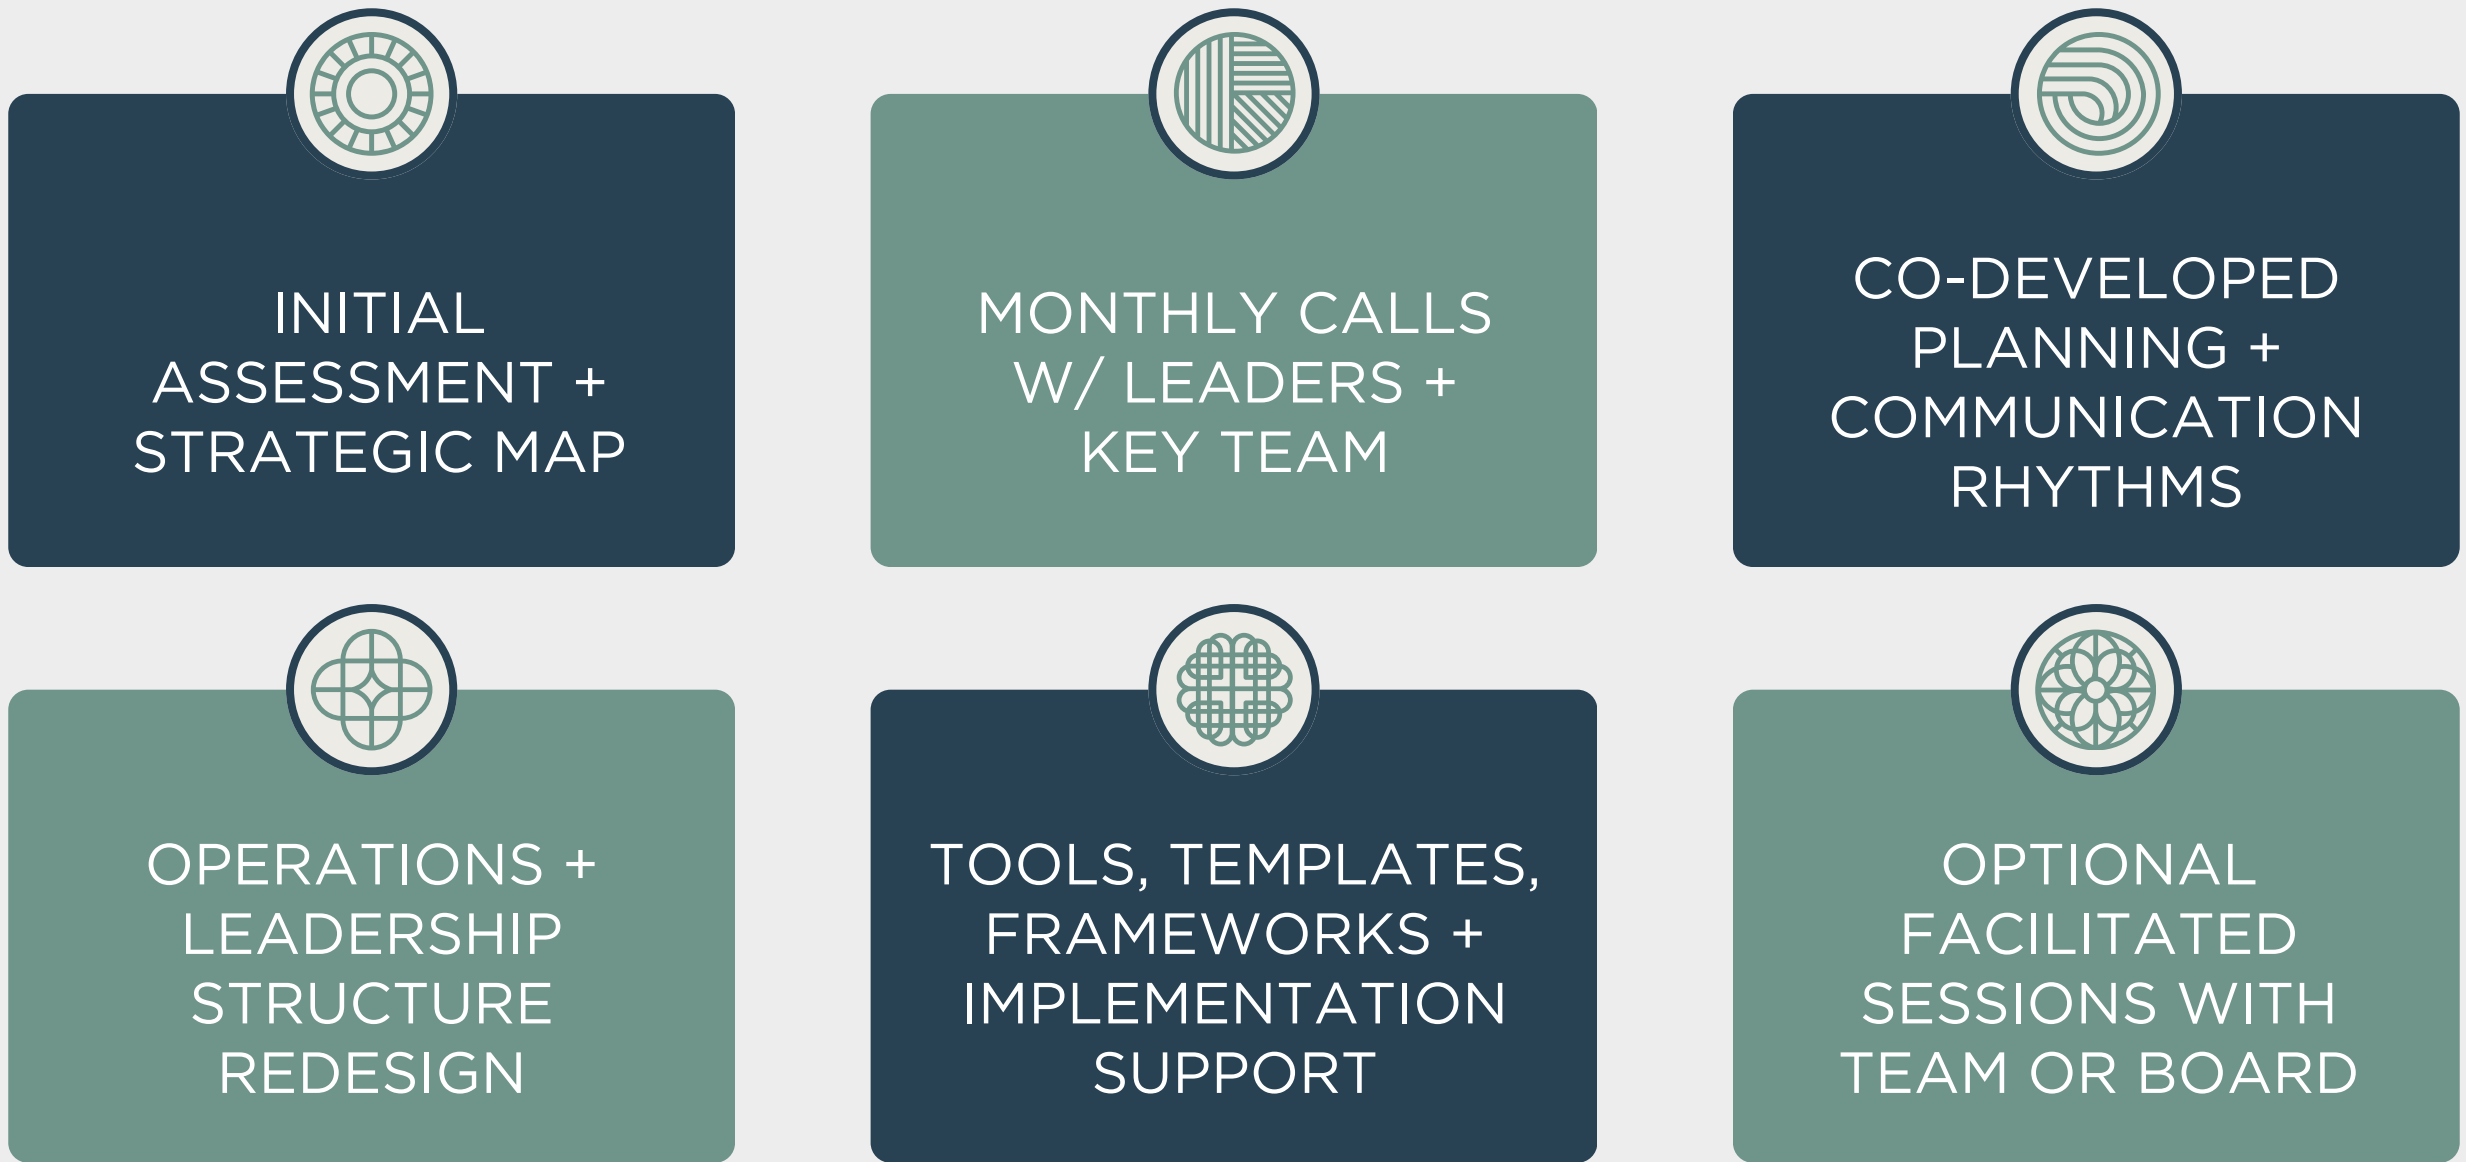 INITIAL
ASSESSMENT +
STRATEGIC MAP
MONTHLY CALLS
W/ LEADERS +
KEY TEAM
CO-DEVELOPED
PLANNING +
COMMUNICATION
RHYTHMS
OPERATIONS +
LEADERSHIP
STRUCTURE
REDESIGN
TOOLS, TEMPLATES,
FRAMEWORKS +
IMPLEMENTATION
SUPPORT
OPTIONAL
FACILITATED
SESSIONS WITH
TEAM OR BOARD